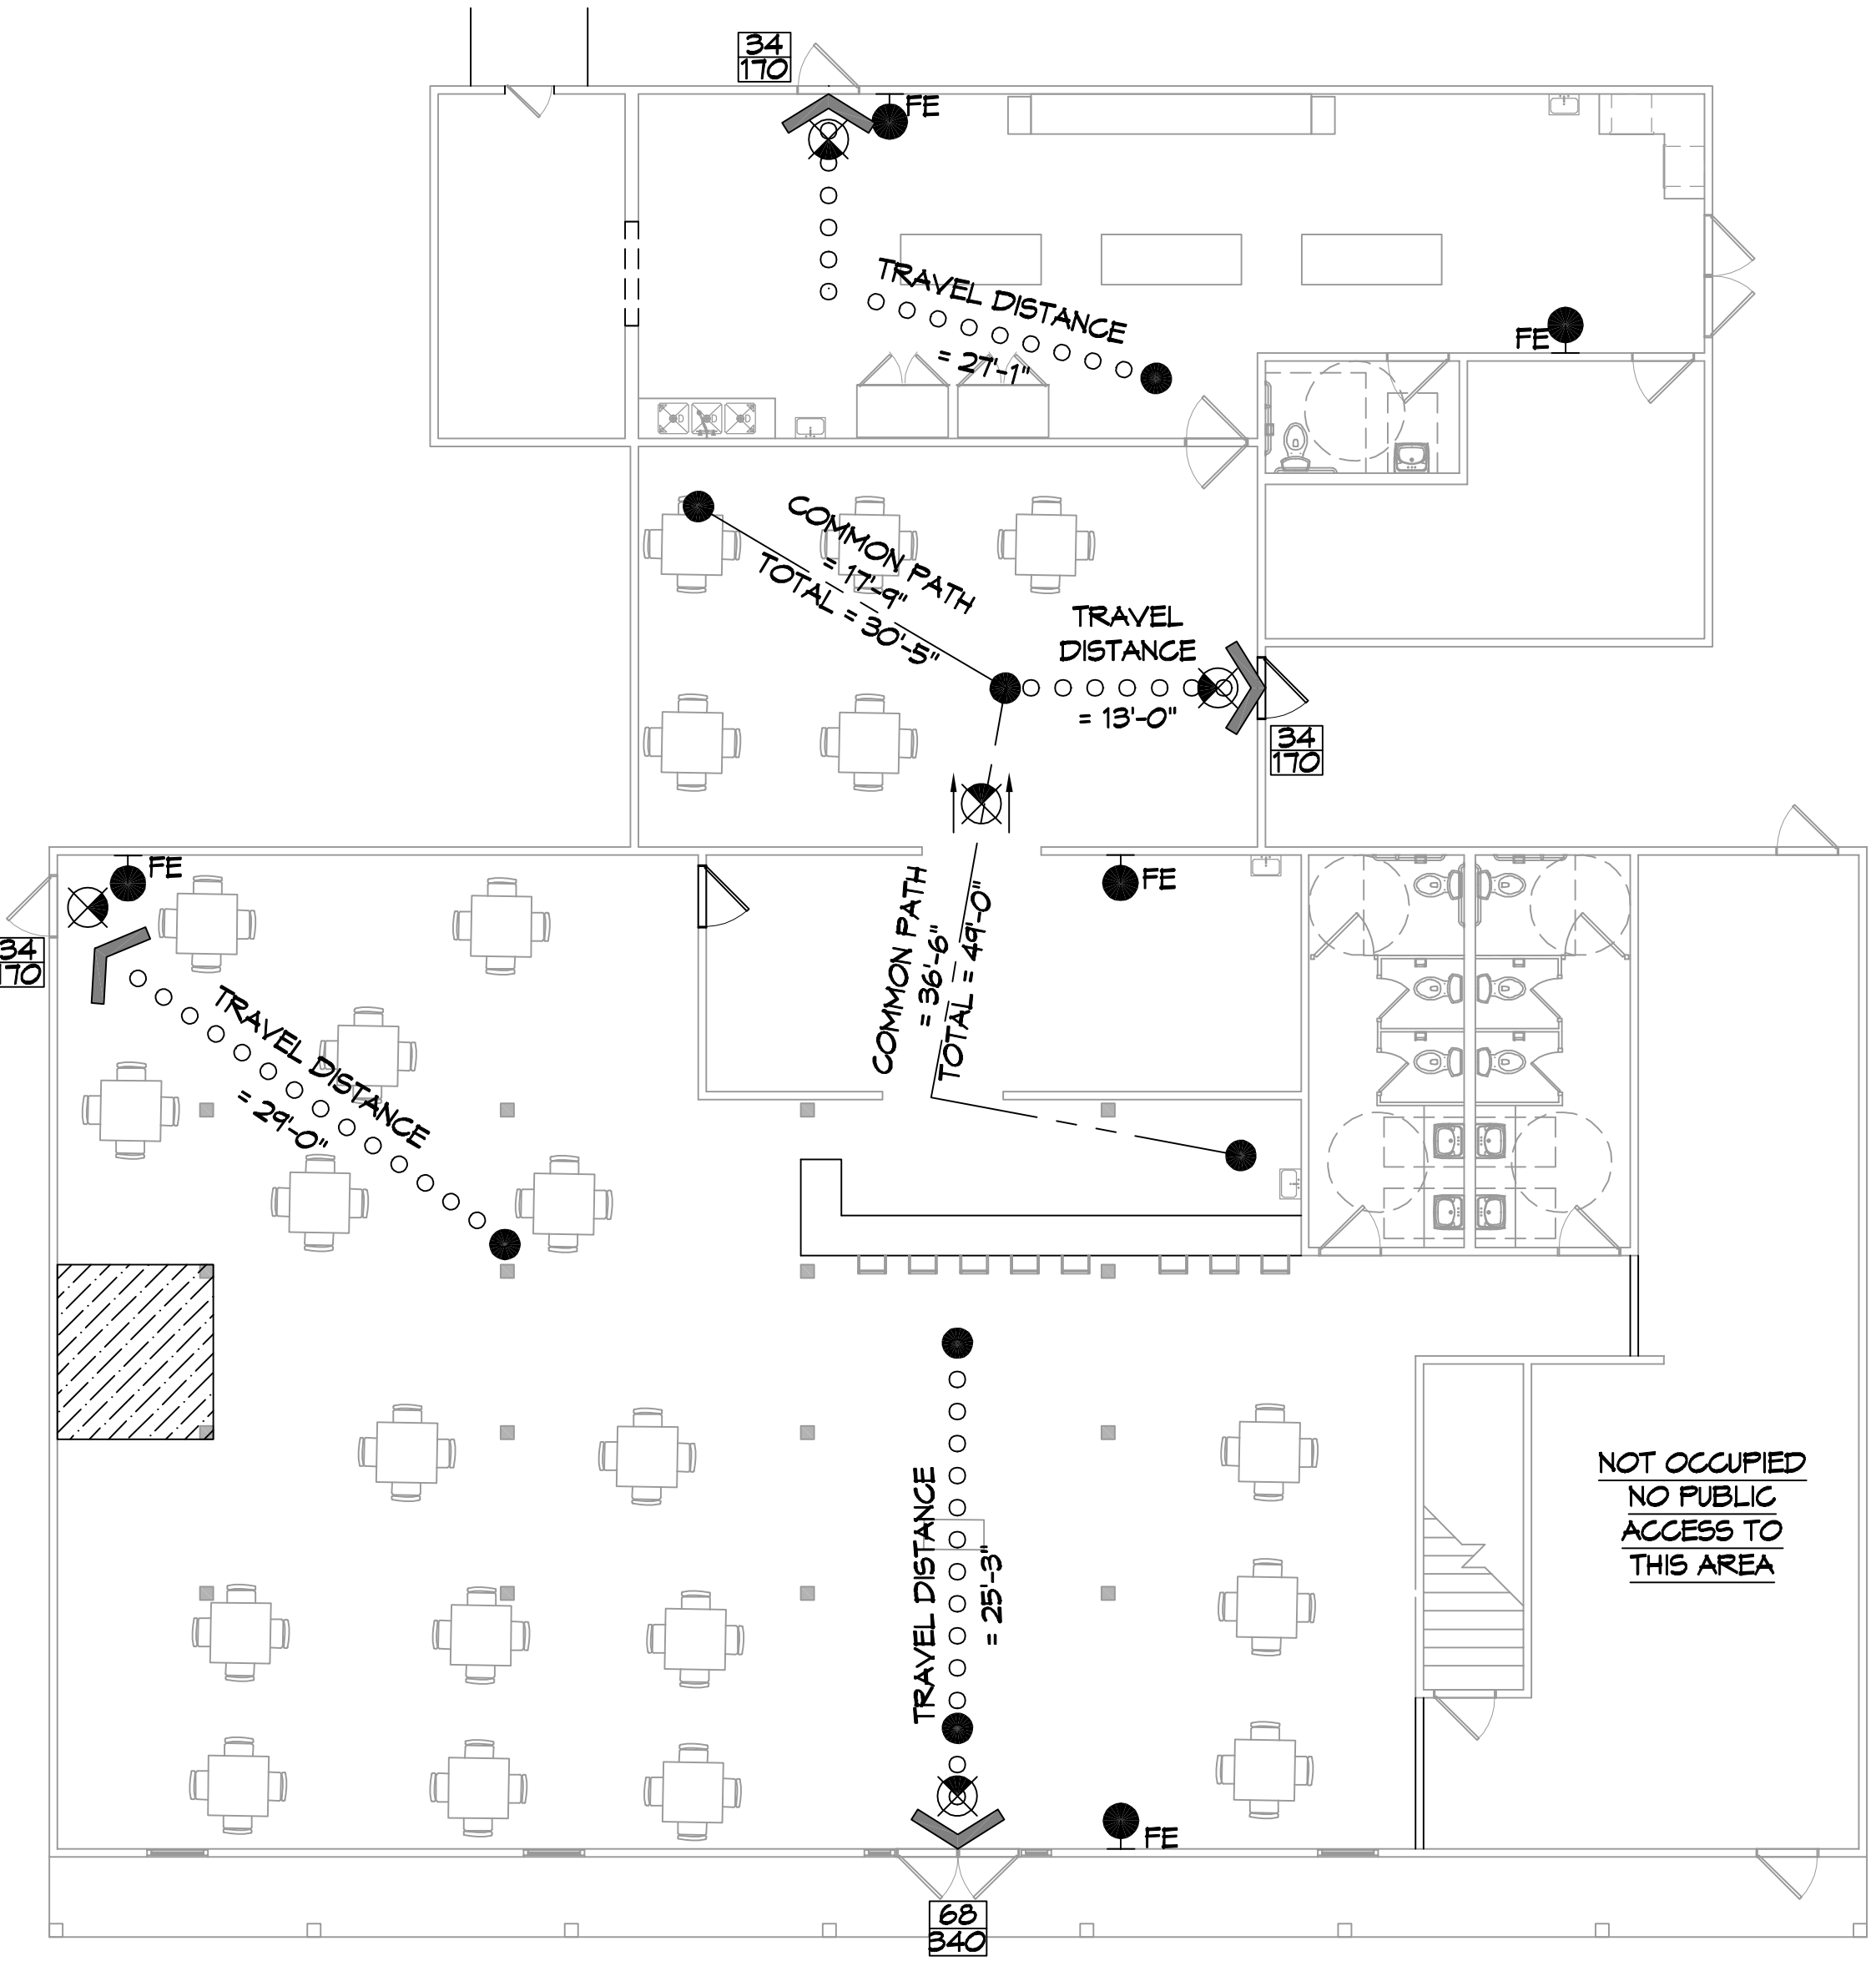 34
170
FE
TRAVEL DISTANCE
= 27'-1"
FE
COMMON PATH
= 17'-9"
TOTAL = 30'-5"
TRAVEL
DISTANCE
= 13'-0"
34
170
FE
FE
34
170
COMMON PATH
= 36'-6"
TOTAL = 49'-0"
TRAVEL DISTANCE
= 29'-0"
TRAVEL DISTANCE
= 25'-3"
NOT OCCUPIED
NO PUBLIC
ACCESS TO
THIS AREA
FE
68
340